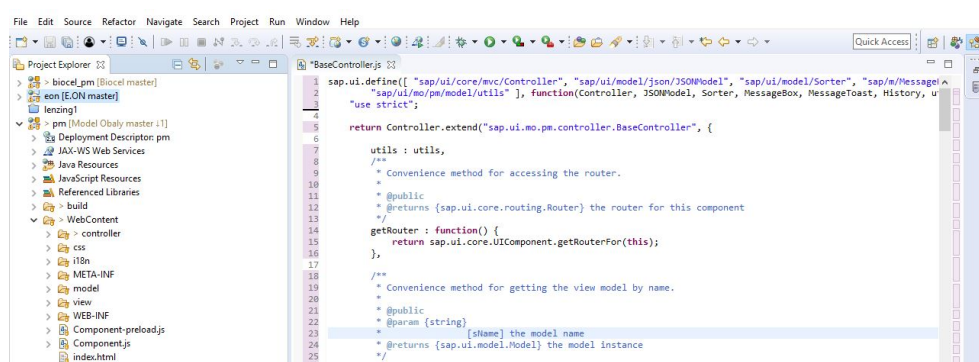 File Edit Source Refactor Navigate Search Project Run Window Help
Quick Access
Project Explorer
> biocel_pm [Biocel master]
eon [E.ON master]
lenzing1
> pm [Model Obaly master ↓1]
Deployment Descriptor: pm
JAX-WS Web Services
Java Resources
JavaScript Resources
Referenced Libraries
> build
> WebContent
> controller
css
i18n
META-INF
model
view
WEB-INF
Component-preload.js
Component.js
index.html
*BaseController.js
1 sap.ui.define([ "sap/ui/core/mvc/Controller", "sap/ui/model/json/JSONModel", "sap/ui/model/Sorter", "sap/m/Message
2 "sap/ui/mo/pm/model/utils" ], function(Controller, JSONModel, Sorter, MessageBox, MessageToast, History, u
3 "use strict";
4
5 return Controller.extend("sap.ui.mo.pm.controller.BaseController", {
6
7 utils : utils,
8 /**
9 * Convenience method for accessing the router.
10 *
11 * @public
12 * @returns {sap.ui.core.routing.Router} the router for this component
13 */
14 getRouter : function() {
15 return sap.ui.core.UIComponent.getRouterFor(this);
16 },
17
18 /**
19 * Convenience method for getting the view model by name.
20 *
21 * @public
22 * @param {string}
23 * [sName] the model name
24 * @returns {sap.ui.model.Model} the model instance
25 */